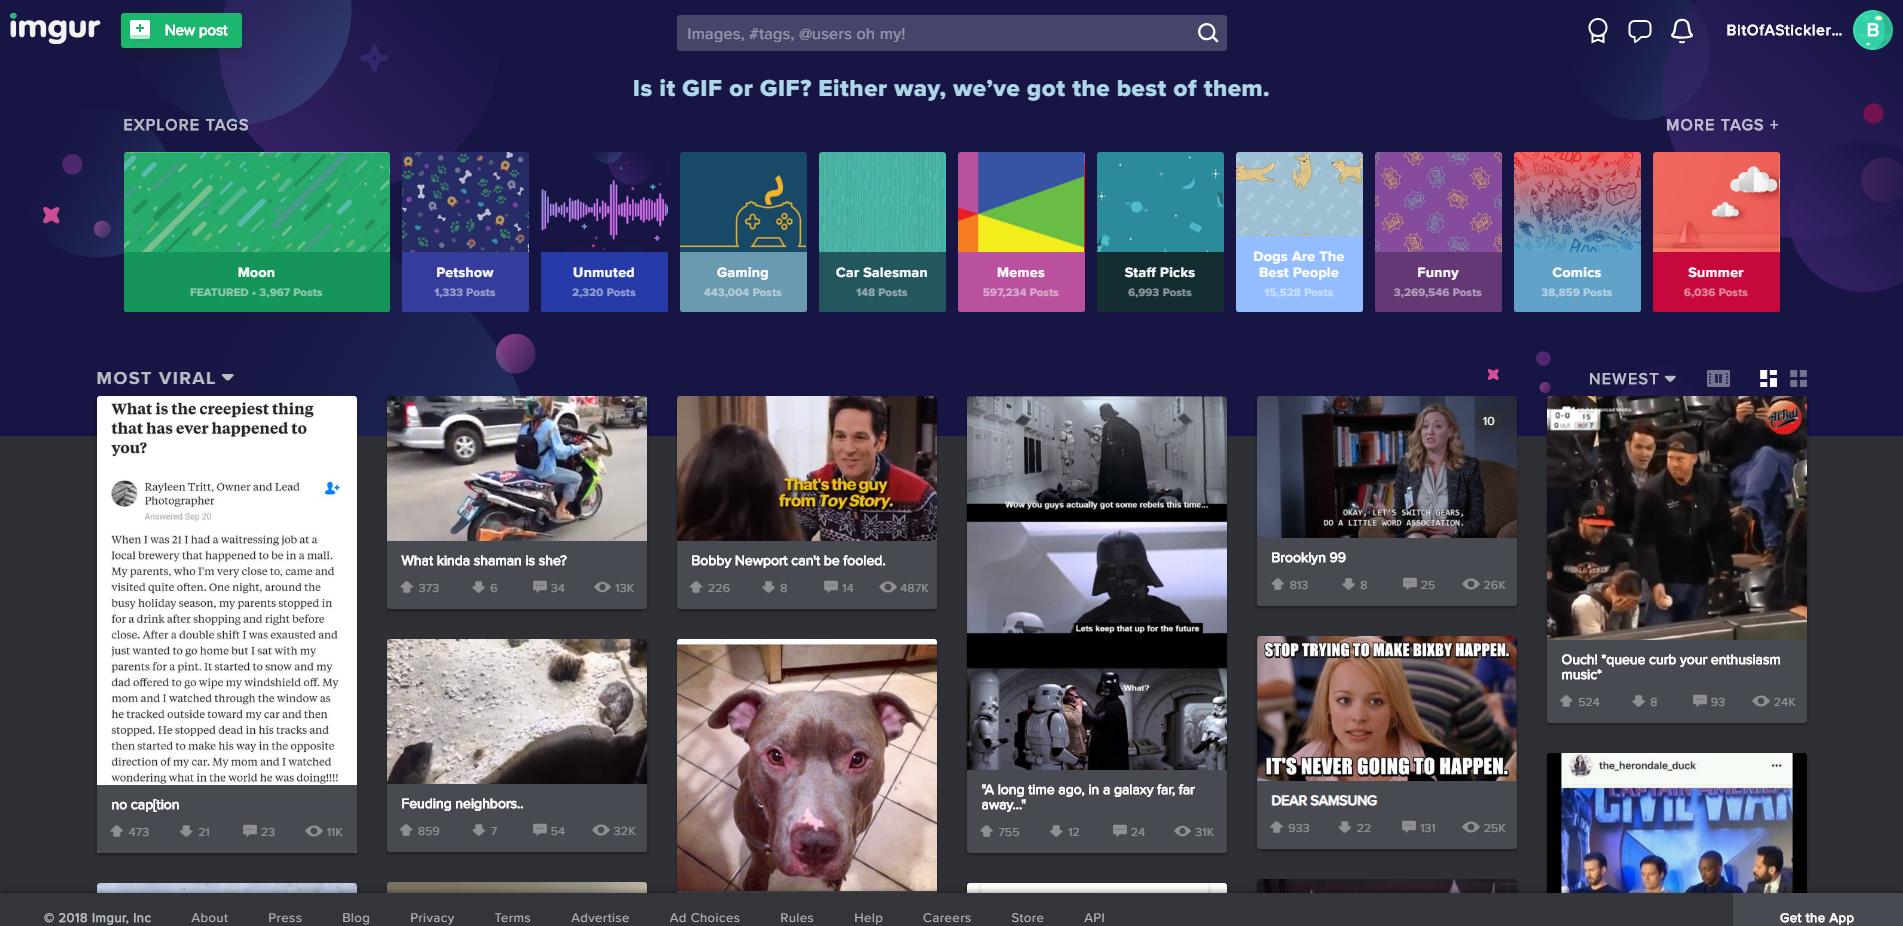 imgur
New post
Images, #tags, @users oh my!
BitOfAStickler...
B
Is it GIF or GIF? Either way, we've got the best of them.
EXPLORE TAGS
MORE TAGS +
Moon
FEATURED • 3,967 Posts
Petshow
1,333 Posts
Unmuted
2,320 Posts
Gaming
443,004 Posts
Car Salesman
148 Posts
Memes
597,234 Posts
Staff Picks
6,993 Posts
Dogs Are The
Best People
15,528 Posts
Funny
3,269,546 Posts
Comics
38,859 Posts
Summer
6,036 Posts
MOST VIRAL
NEWEST
What is the creepiest thing
that has ever happened to
you?
Rayleen Tritt, Owner and Lead
Photographer
Answered Sep 20
When I was 21 I had a waitressing job at a
local brewery that happened to be in a mall.
My parents, who I'm very close to, came and
visited quite often. One night, around the
busy holiday season, my parents stopped in
for a drink after shopping and right before
close. After a double shift I was exausted and
just wanted to go home but I sat with my
parents for a pint. It started to snow and my
dad offered to go wipe my windshield off. My
mom and I watched through the window as
he tracked outside toward my car and then
stopped. He stopped dead in his tracks and
then started to make his way in the opposite
direction of my car. My mom and I watched
wondering what in the world he was doing!!!!
no cap[tion
473 21 23 11K
What kinda shaman is she?
373 6 34 13K
Feuding neighbors..
859 7 54 32K
That's the guy
from Toy Story.
Bobby Newport can't be fooled.
226 8 14 487K
Wow you guys actually got some rebels this time...
Lets keep that up for the future
What?
"A long time ago, in a galaxy far, far
away..."
755 12 24 31K
10
OKAY, LET'S SWITCH GEARS,
DO A LITTLE WORD ASSOCIATION.
Brooklyn 99
813 8 25 26K
STOP TRYING TO MAKE BIXBY HAPPEN.
IT'S NEVER GOING TO HAPPEN.
DEAR SAMSUNG
933 22 131 25K
0-0 15
0 OUT BOT 7
Ouch! *queue curb your enthusiasm
music*
524 8 93 24K
the_herondale_duck
CAPTAIN AMERICA
CIVIL WAR
© 2018 Imgur, Inc About Press Blog Privacy Terms Advertise Ad Choices Rules Help Careers Store API
Get the App